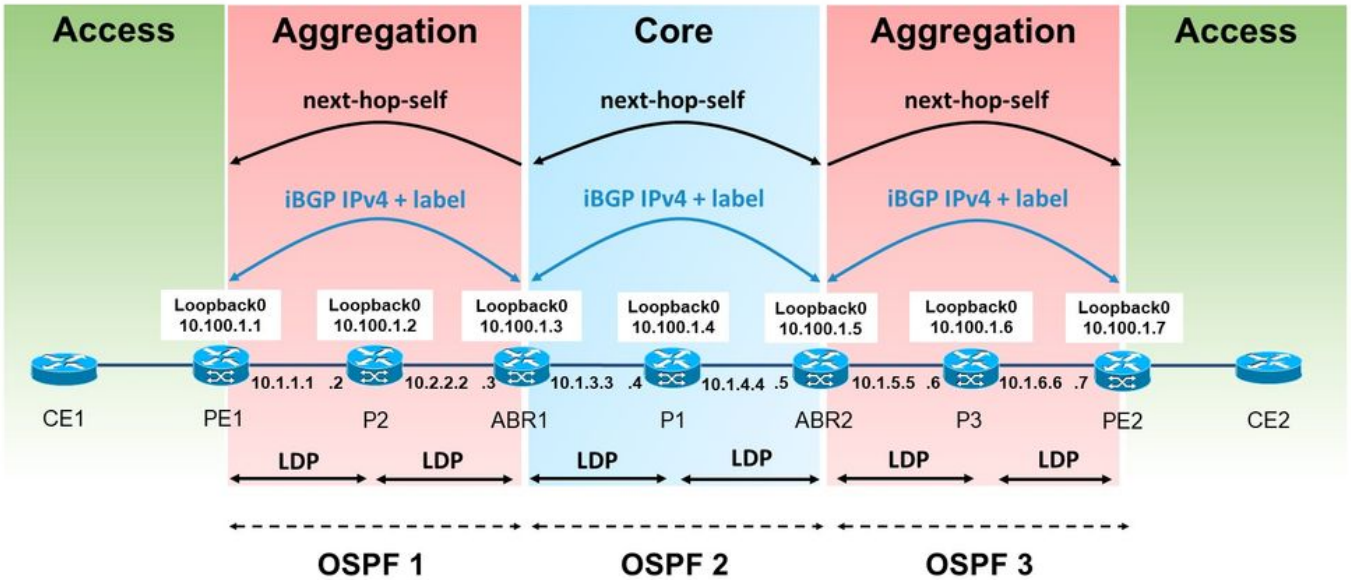 Access
Aggregation
Core
Aggregation
Access
next-hop-self
next-hop-self
next-hop-self
iBGP IPv4 + label
iBGP IPv4 + label
iBGP IPv4 + label
Loopback0
10.100.1.1
Loopback0
10.100.1.2
Loopback0
10.100.1.3
Loopback0
10.100.1.4
Loopback0
10.100.1.5
Loopback0
10.100.1.6
Loopback0
10.100.1.7
10.1.1.1 .2
10.2.2.2 .3
10.1.3.3 .4
10.1.4.4 .5
10.1.5.5 .6
10.1.6.6 .7
CE1
PE1
P2
ABR1
P1
ABR2
P3
PE2
CE2
LDP
LDP
LDP
LDP
LDP
LDP
OSPF 1
OSPF 2
OSPF 3